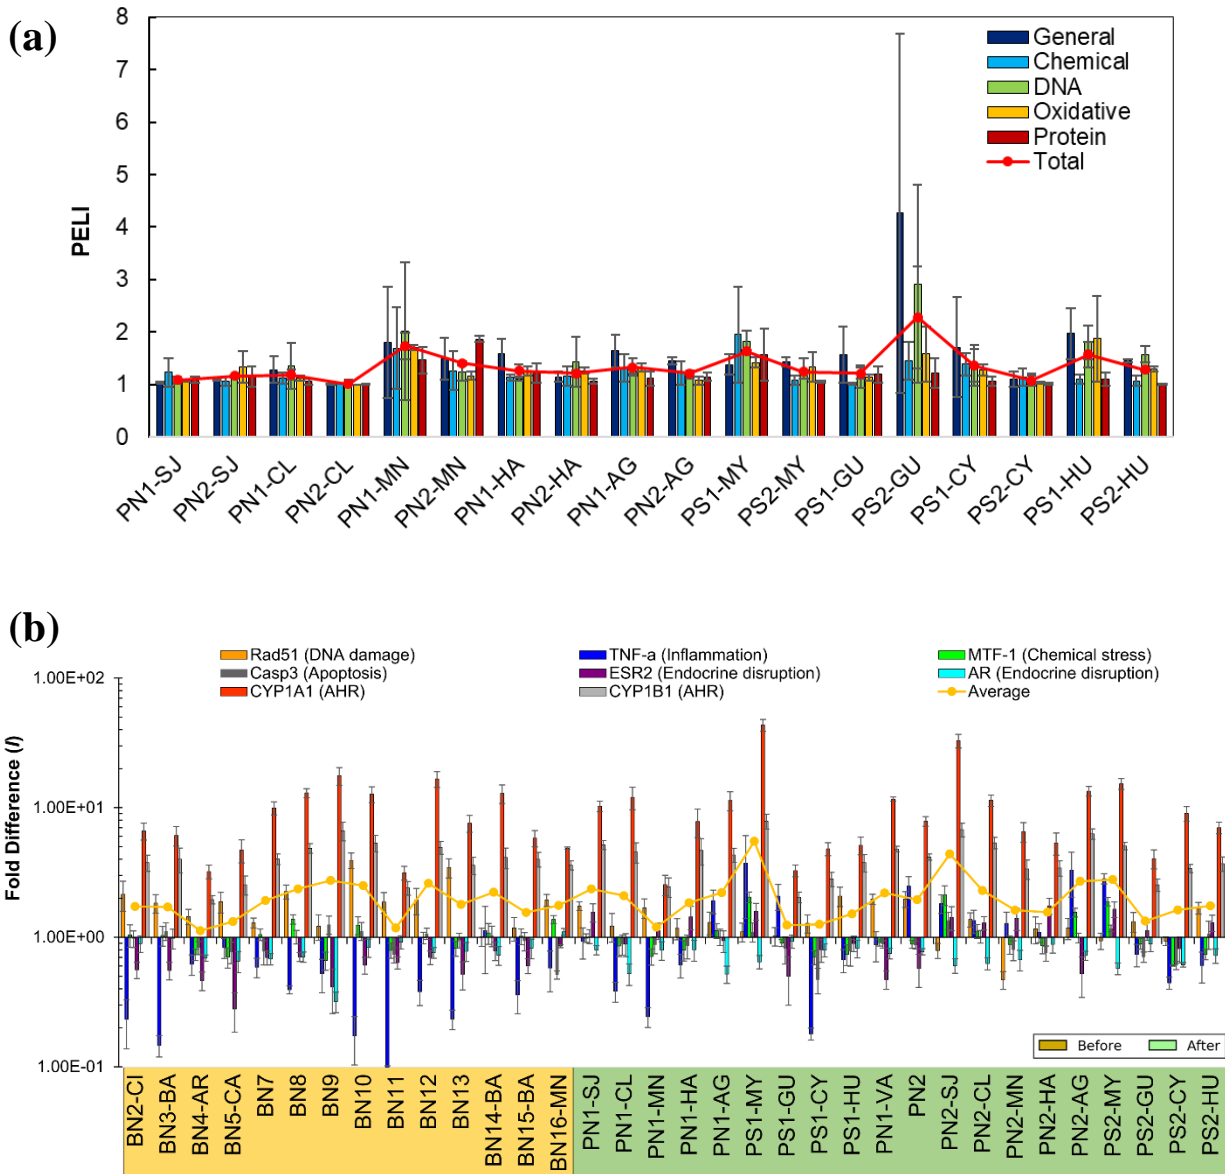 (a)
8
7
6
5
4
3
2
1
0
PELI
General
Chemical
DNA
Oxidative
Protein
Total
PN1-SJ
PN2-SJ
PN1-CL
PN2-CL
PN1-MN
PN2-MN
PN1-HA
PN2-HA
PN1-AG
PN2-AG
PS1-MY
PS2-MY
PS1-GU
PS2-GU
PS1-CY
PS2-CY
PS1-HU
PS2-HU
(b)
Rad51 (DNA damage)
TNF-a (Inflammation)
MTF-1 (Chemical stress)
Casp3 (Apoptosis)
ESR2 (Endocrine disruption)
AR (Endocrine disruption)
CYP1A1 (AHR)
CYP1B1 (AHR)
Average
1.00E+02
1.00E+01
1.00E+00
1.00E-01
Fold Difference (I)
Before
After
BN2-CI
BN3-BA
BN4-AR
BN5-CA
BN7
BN8
BN9
BN10
BN11
BN12
BN13
BN14-BA
BN15-BA
BN16-MN
PN1-SJ
PN1-CL
PN1-MN
PN1-HA
PN1-AG
PS1-MY
PS1-GU
PS1-CY
PS1-HU
PN1-VA
PN2
PN2-SJ
PN2-CL
PN2-MN
PN2-HA
PN2-AG
PS2-MY
PS2-GU
PS2-CY
PS2-HU